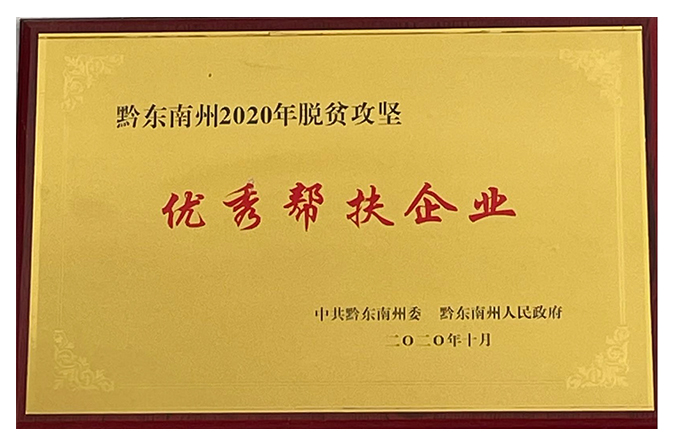 黔东南州2020年脱贫攻坚
优秀帮扶企业
中共黔东南州委 黔东南州人民政府
二〇二〇年十月